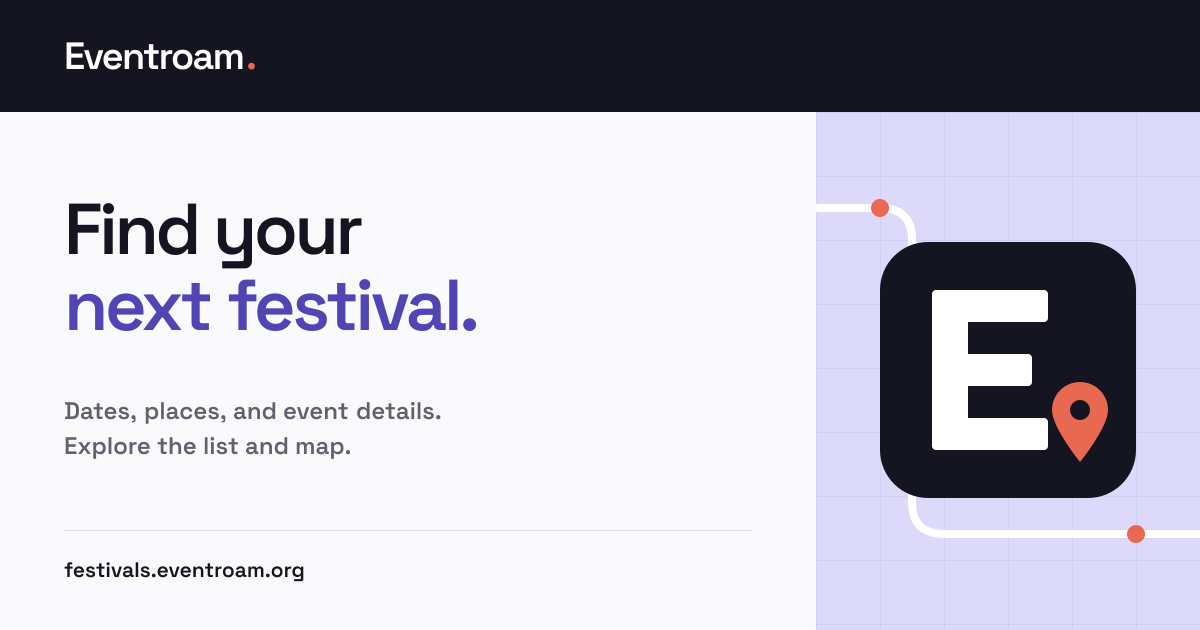 Eventroam.
Find your
next festival.
Dates, places, and event details.
Explore the list and map.
festivals.eventroam.org
E